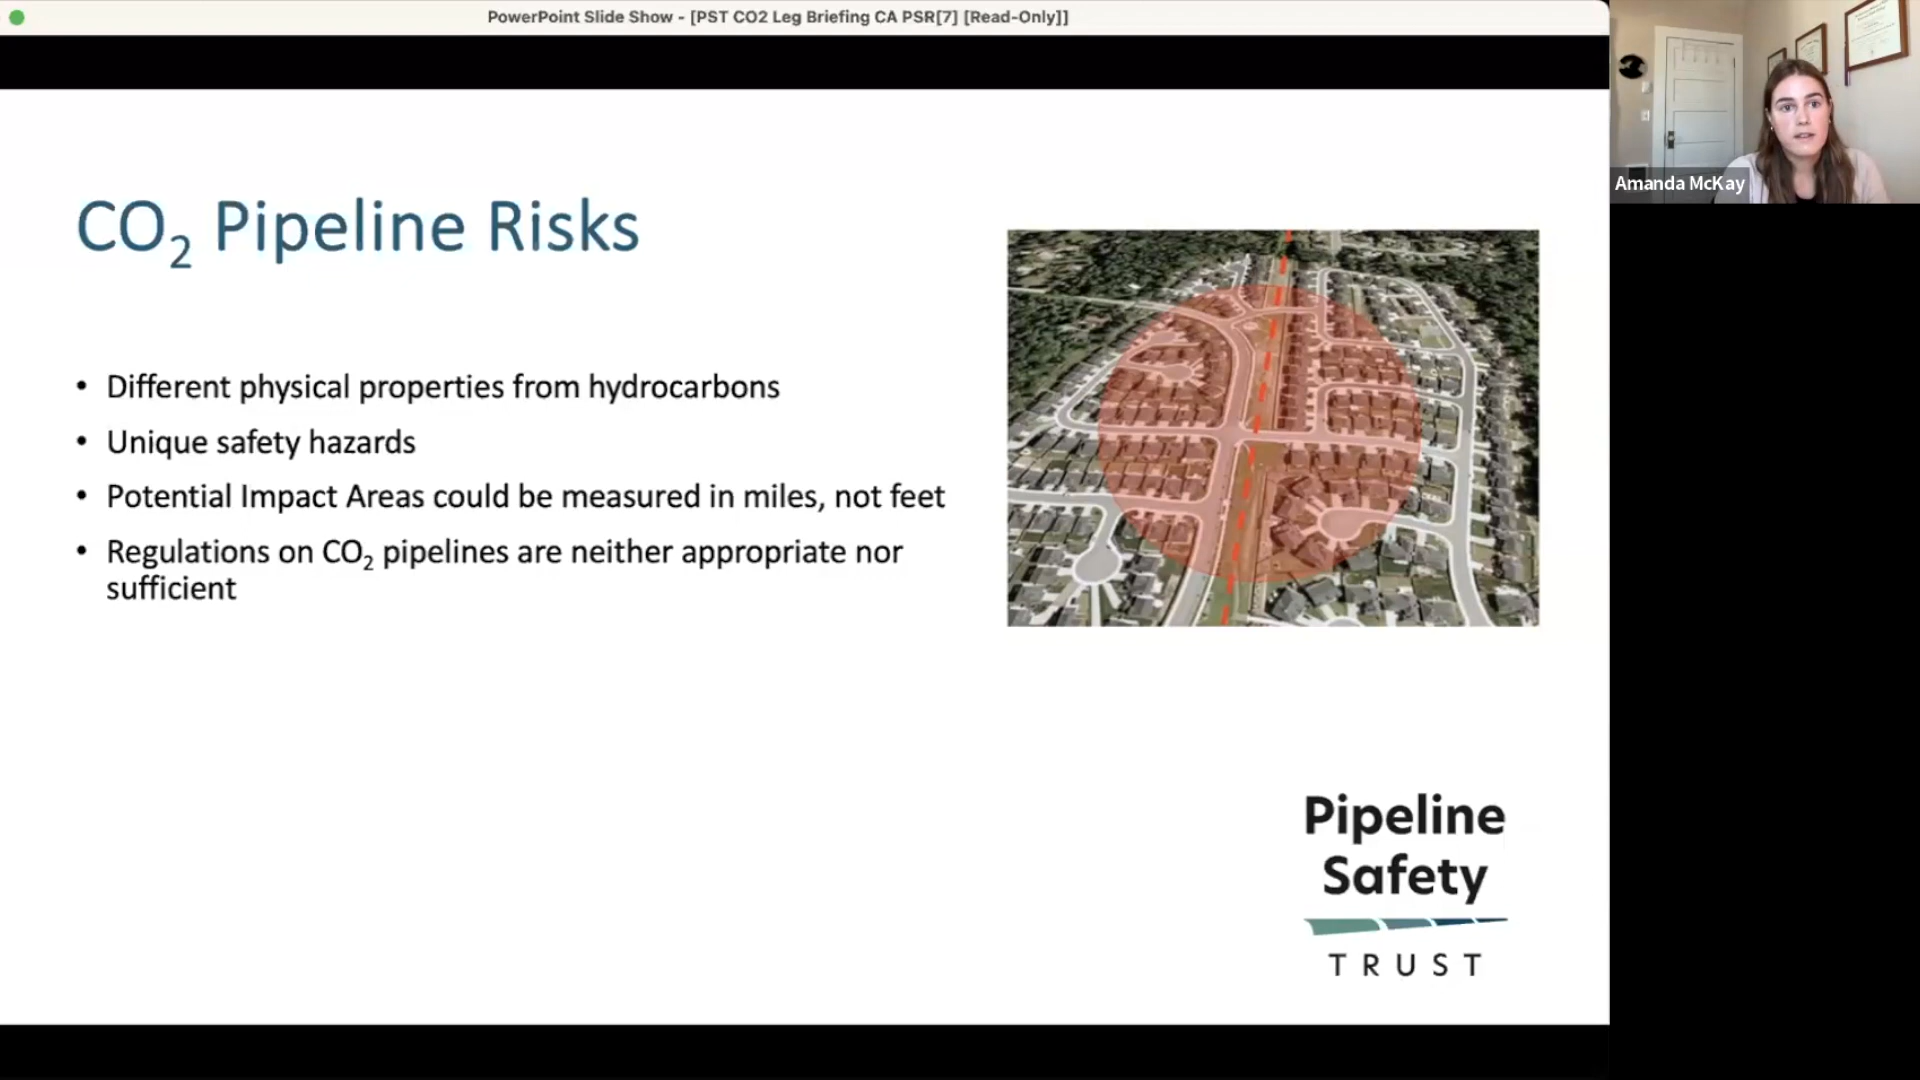 PowerPoint Slide Show - [PST CO2 Leg Briefing CA PSR[7] [Read-Only]]
Amanda McKay
CO₂ Pipeline Risks
• Different physical properties from hydrocarbons
• Unique safety hazards
• Potential Impact Areas could be measured in miles, not feet
• Regulations on CO₂ pipelines are neither appropriate nor
sufficient
Pipeline
Safety
TRUST